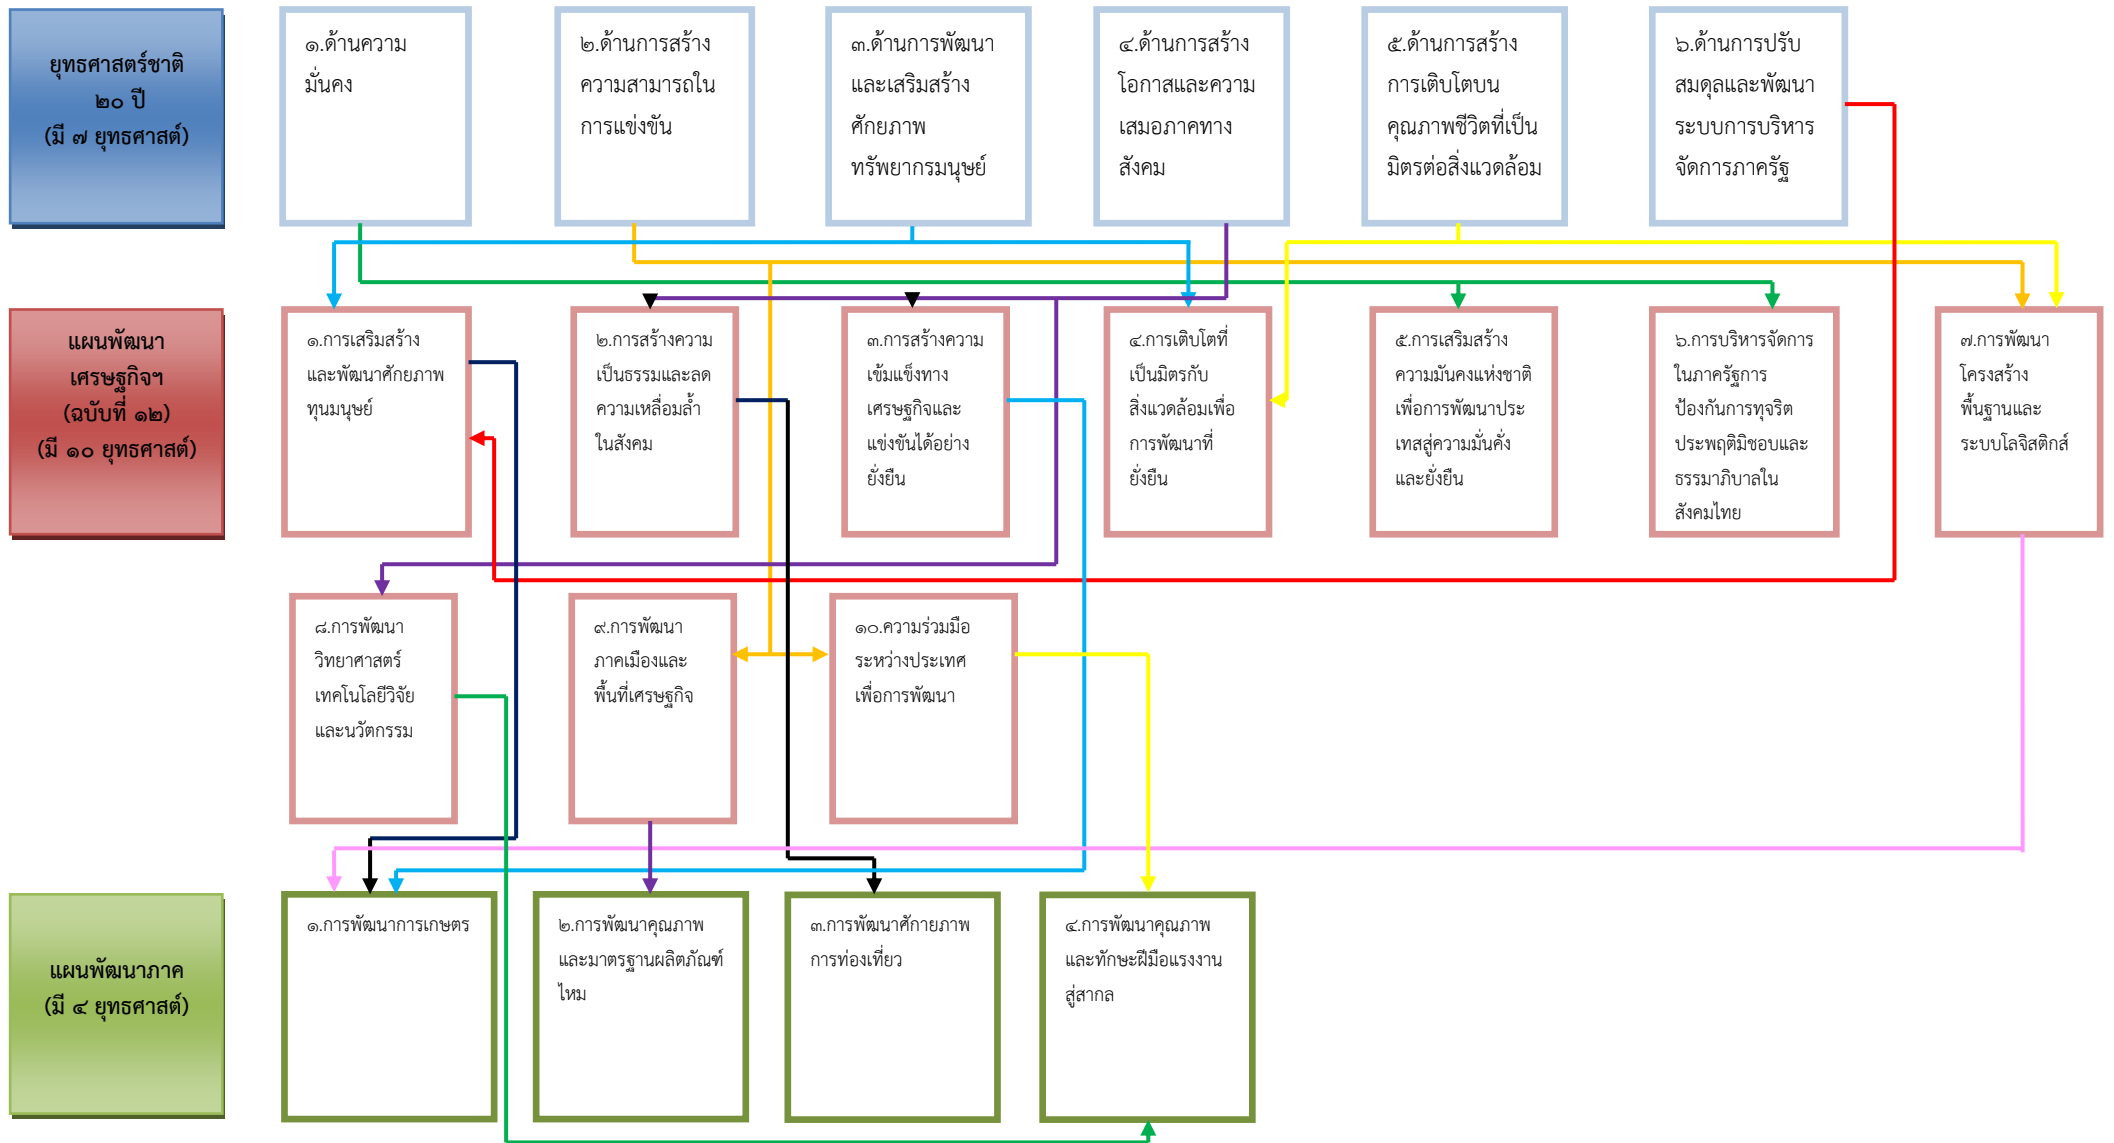 ยุทธศาสตร์ชาติ
๒๐ ปี
(มี ๗ ยุทธศาสต์)
๑.ด้านความ
มั่นคง
๒.ด้านการสร้าง
ความสามารถใน
การแข่งขัน
๓.ด้านการพัฒนา
และเสริมสร้าง
ศักยภาพ
ทรัพยากรมนุษย์
๔.ด้านการสร้าง
โอกาสและความ
เสมอภาคทาง
สังคม
๕.ด้านการสร้าง
การเติบโตบน
คุณภาพชีวิตที่เป็น
มิตรต่อสิ่งแวดล้อม
๖.ด้านการปรับ
สมดุลและพัฒนา
ระบบการบริหาร
จัดการภาครัฐ
แผนพัฒนา
เศรษฐกิจฯ
(ฉบับที่ ๑๒)
(มี ๑๐ ยุทธศาสต์)
๑.การเสริมสร้าง
และพัฒนาศักยภาพ
ทุนมนุษย์
๒.การสร้างความ
เป็นธรรมและลด
ความเหลื่อมล้ำ
ในสังคม
๓.การสร้างความ
เข้มแข็งทาง
เศรษฐกิจและ
แข่งขันได้อย่าง
ยั่งยืน
๔.การเติบโตที่
เป็นมิตรกับ
สิ่งแวดล้อมเพื่อ
การพัฒนาที่
ยั่งยืน
๕.การเสริมสร้าง
ความมันคงแห่งชาติ
เพื่อการพัฒนาประ
เทสสู่ความมั่นคั่ง
และยั่งยืน
๖.การบริหารจัดการ
ในภาครัฐการ
ป้องกันการทุจริต
ประพฤติมิชอบและ
ธรรมาภิบาลใน
สังคมไทย
๗.การพัฒนา
โครงสร้าง
พื้นฐานและ
ระบบโลจิสติกส์
๘.การพัฒนา
วิทยาศาสตร์
เทคโนโลยีวิจัย
และนวัตกรรม
๙.การพัฒนา
ภาคเมืองและ
พื้นที่เศรษฐกิจ
๑๐.ความร่วมมือ
ระหว่างประเทศ
เพื่อการพัฒนา
แผนพัฒนาภาค
(มี ๔ ยุทธศาสต์)
๑.การพัฒนาการเกษตร
๒.การพัฒนาคุณภาพ
และมาตรฐานผลิตภัณฑ์
ไหม
๓.การพัฒนาศักายภาพ
การท่องเที่ยว
๔.การพัฒนาคุณภาพ
และทักษะฝีมือแรงงาน
สู่สากล